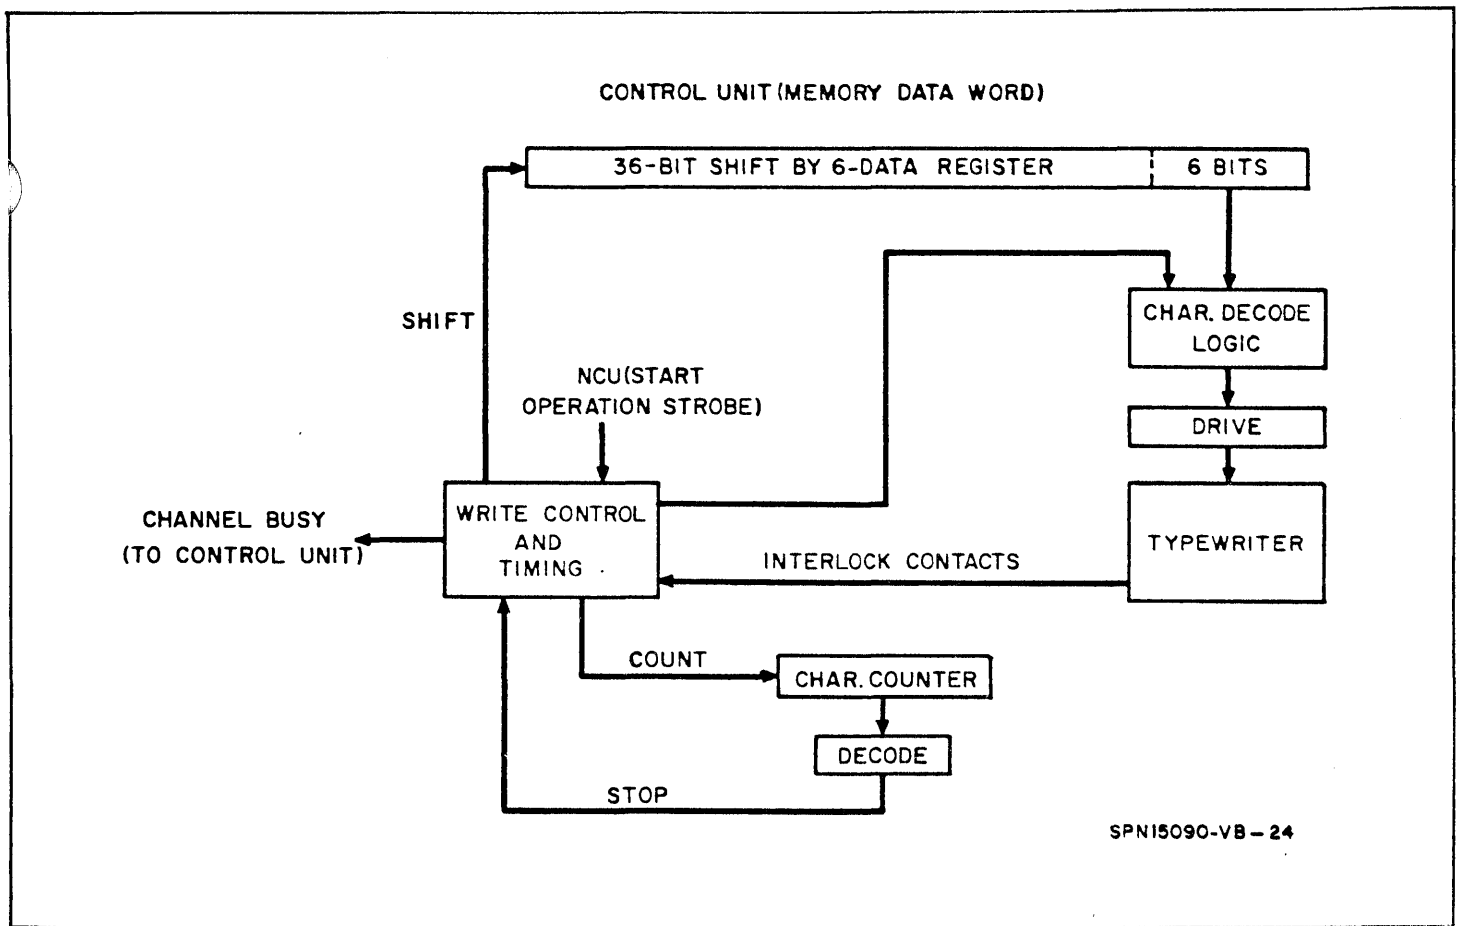 CONTROL UNIT (MEMORY DATA WORD)
36-BIT SHIFT BY 6-DATA REGISTER
6 BITS
CHAR. DECODE
LOGIC
SHIFT
NCU(START
OPERATION STROBE)
DRIVE
CHANNEL BUSY
(TO CONTROL UNIT)
WRITE CONTROL
AND
TIMING
INTERLOCK CONTACTS
TYPEWRITER
COUNT
CHAR. COUNTER
DECODE
STOP
SPN15090-VB-24